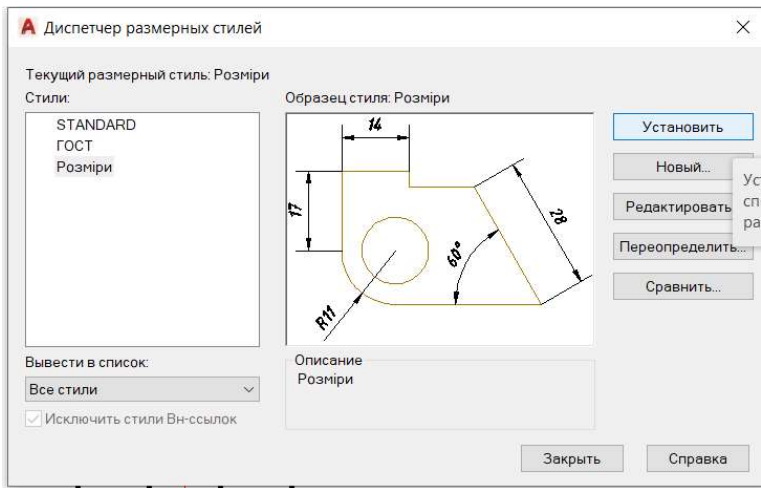 Диспетчер размерных стилей
Текущий размерный стиль: Розміри
Стили:
Образец стиля: Розміри
STANDARD
ГОСТ
Розміри
14
17
28
60°
R11
Установить
Новый...
Редактировать
Переопределить...
Сравнить...
Вывести в список:
Все стили
Исключить стили Вн-ссылок
Описание
Розміри
Закрыть
Справка